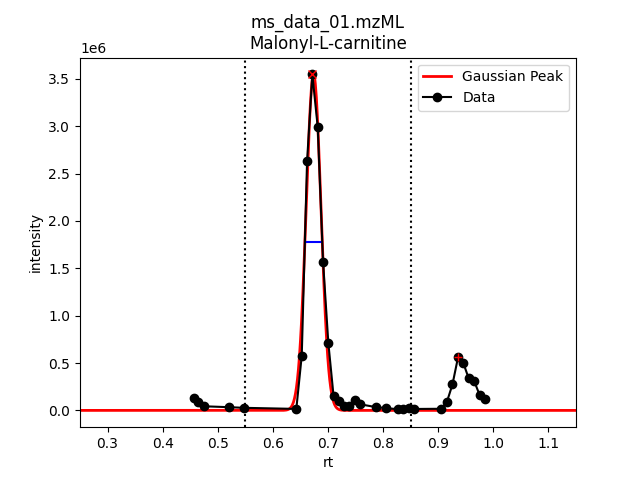 ms_data_01.mzML
Malonyl-L-carnitine
1e6
Gaussian Peak
Data
3.5
3.0
2.5
2.0
1.5
1.0
0.5
0.0
intensity
0.3 0.4 0.5 0.6 0.7 0.8 0.9 1.0 1.1
rt